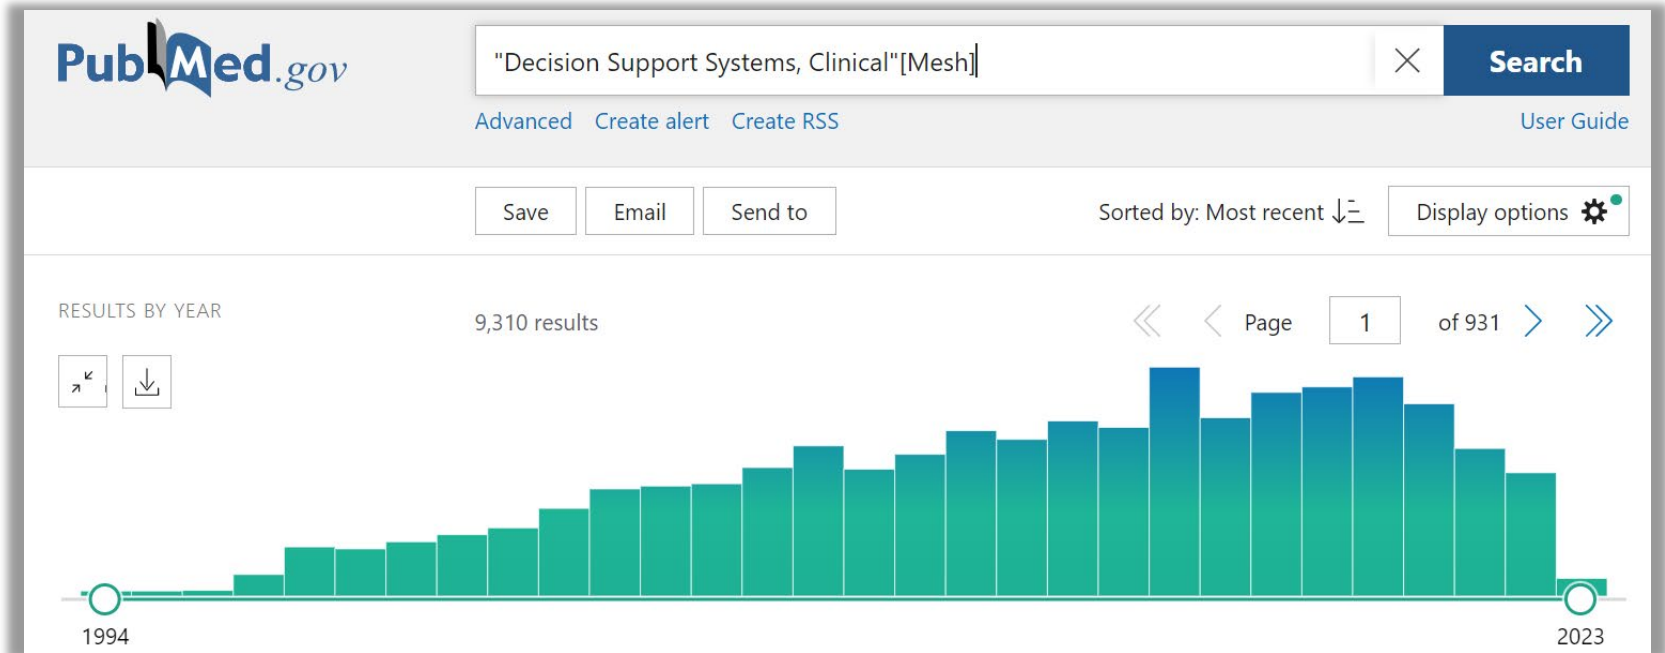 PubMed.gov
"Decision Support Systems, Clinical"[Mesh]
Search
Advanced Create alert Create RSS
User Guide
Save Email Send to
Sorted by: Most recent
Display options
RESULTS BY YEAR
9,310 results
Page 1 of 931
1994
2023